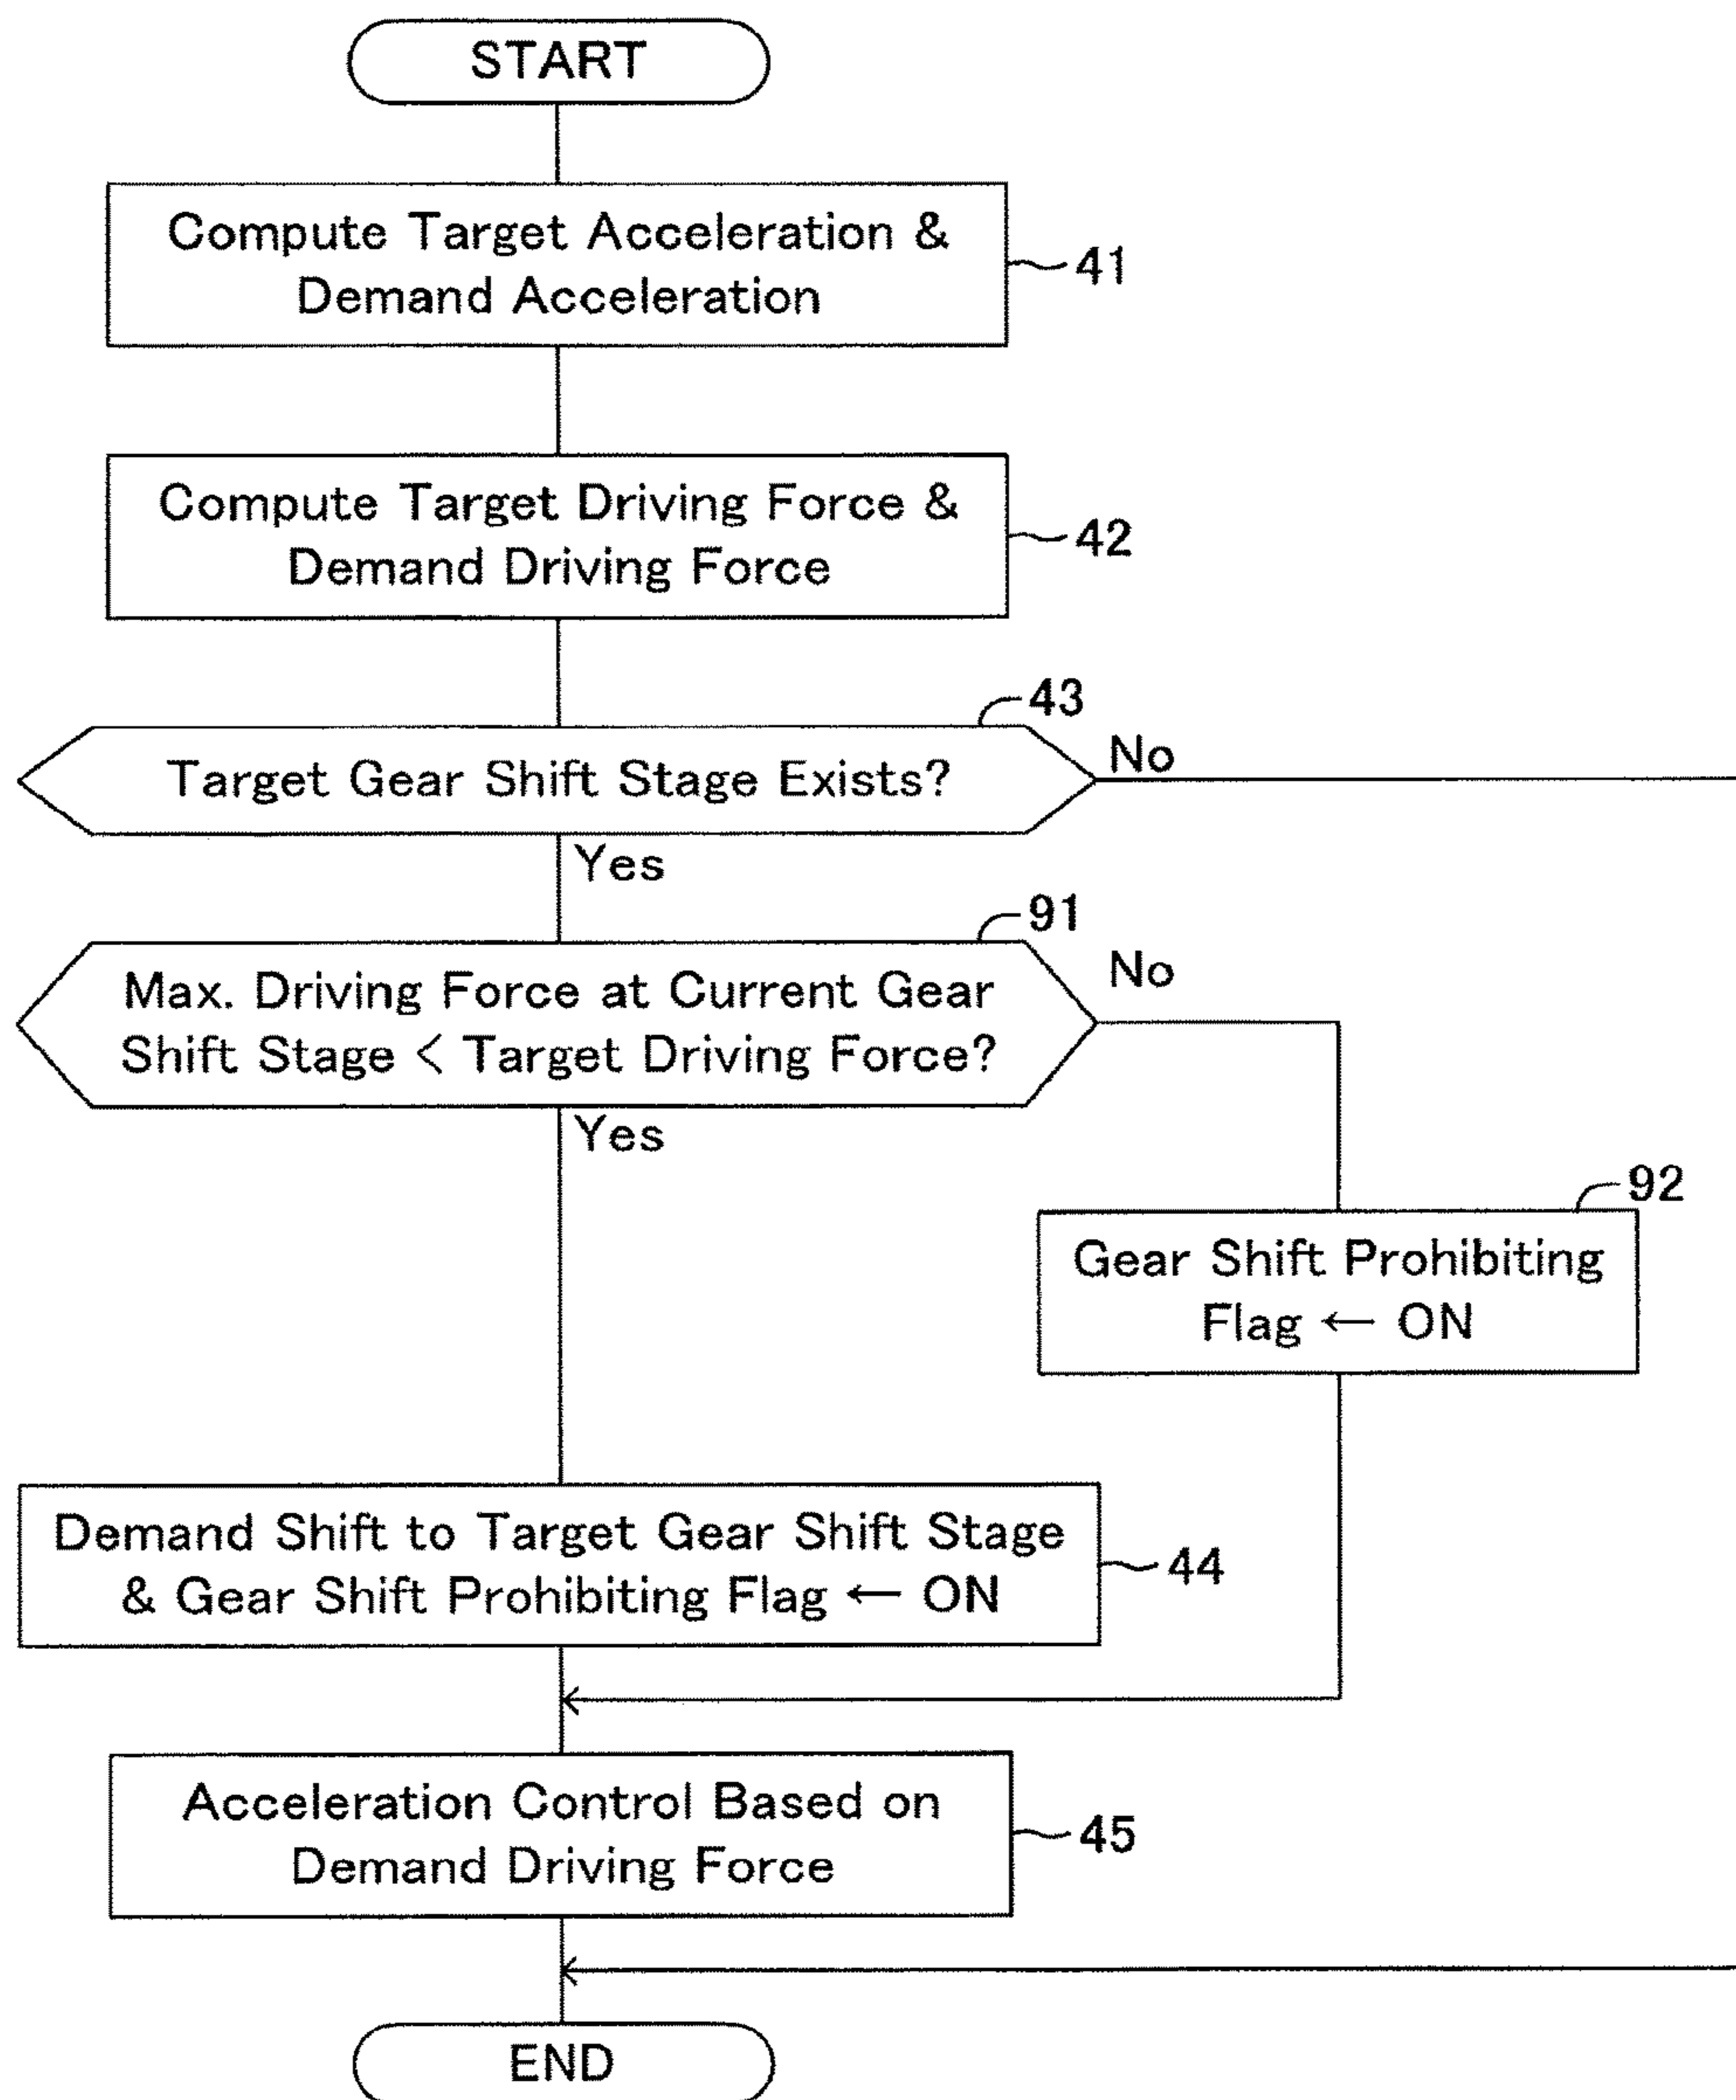 START
Compute Target Acceleration &
Demand Acceleration
41
Compute Target Driving Force &
Demand Driving Force
42
43
Target Gear Shift Stage Exists?
No
Yes
91
Max. Driving Force at Current Gear
Shift Stage < Target Driving Force?
No
Yes
92
Gear Shift Prohibiting
Flag ← ON
Demand Shift to Target Gear Shift Stage
& Gear Shift Prohibiting Flag ← ON
44
Acceleration Control Based on
Demand Driving Force
45
END